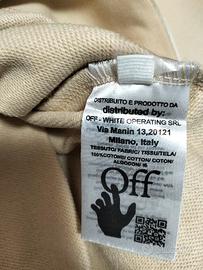 DISTRIBUITO E PRODOTTO DA
distributed by:
OFF - WHITE OPERATING SRL
Via Manin 13,20121
Milano, Italy
TESSUTO/ FABRIC/ TISSU/TELA/
100%COTONE/ COTTON/ COTON/
ALGODON/ IS
Off